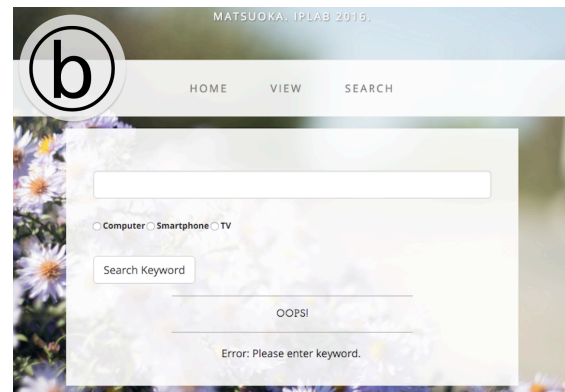 MATSUOKA. IPLAB 2016.
b
HOME VIEW SEARCH
Computer Smartphone TV
Search Keyword
OOPS!
Error: Please enter keyword.